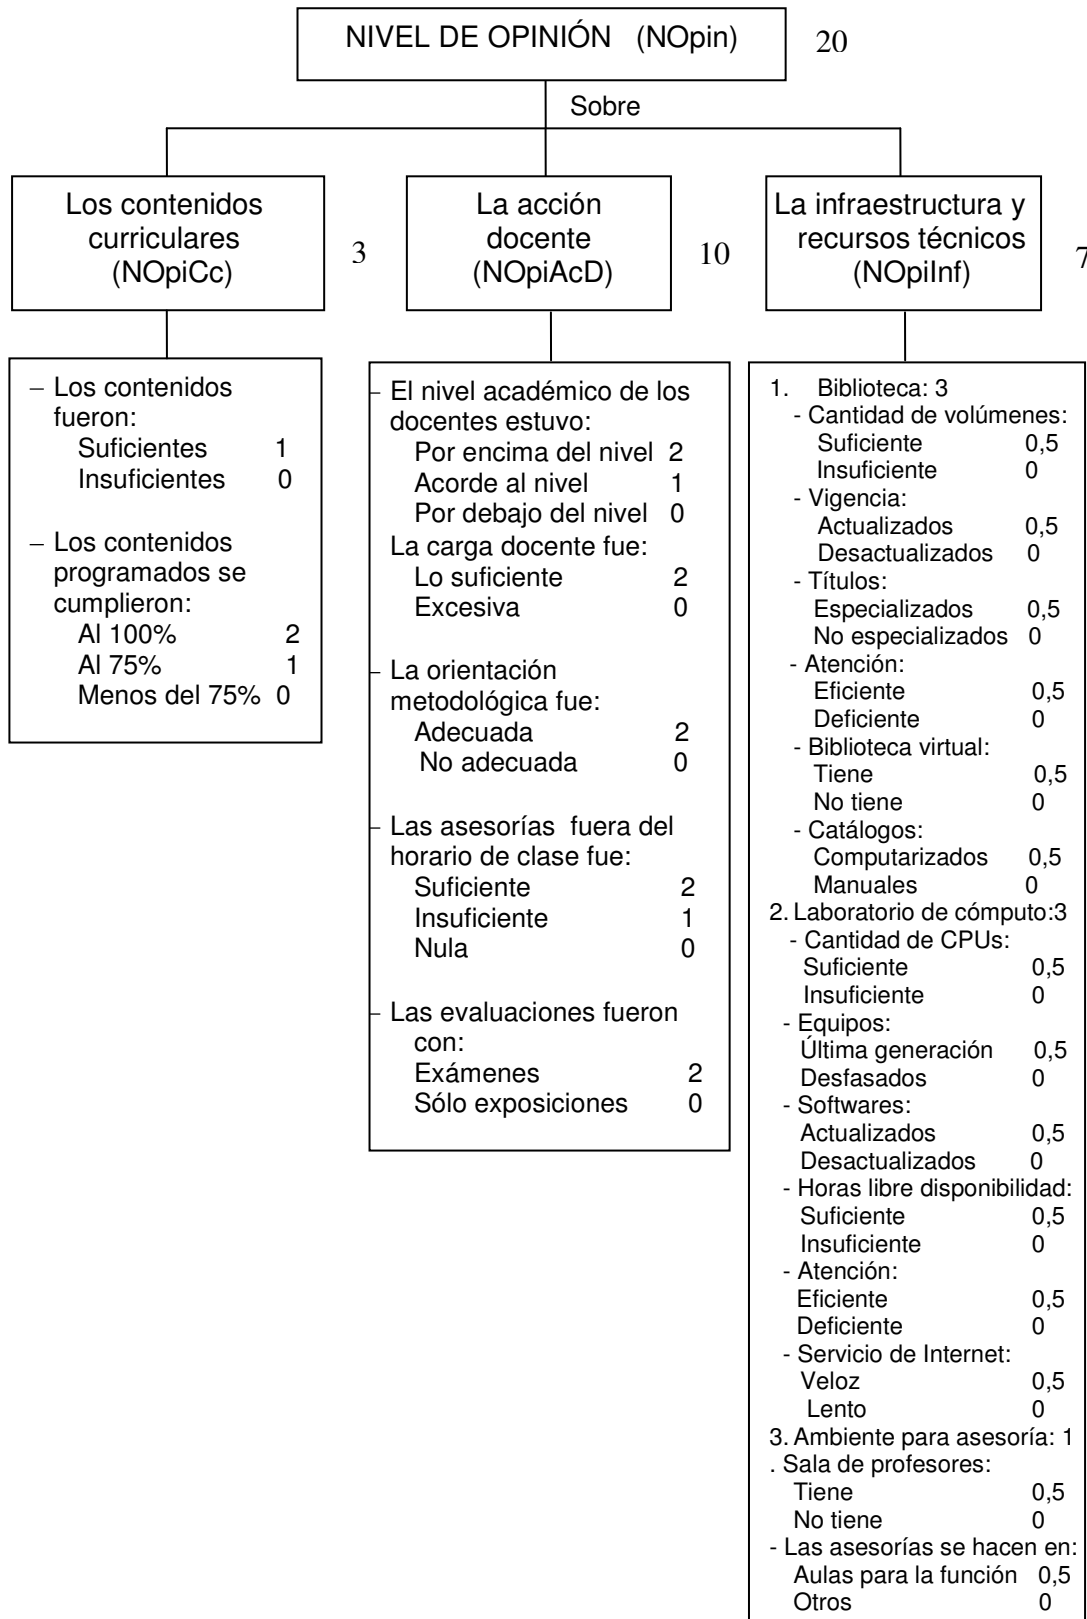 NIVEL DE OPINIÓN (NOpin) 20
Sobre
Los contenidos
curriculares
(NOpiCc)
3
La acción
docente
(NOpiAcD)
10
La infraestructura y
recursos técnicos
(NOpiInf)
7
– Los contenidos
fueron:
Suficientes 1
Insuficientes 0
– Los contenidos
programados se
cumplieron:
Al 100% 2
Al 75% 1
Menos del 75% 0
– El nivel académico de los
docentes estuvo:
Por encima del nivel 2
Acorde al nivel 1
Por debajo del nivel 0
La carga docente fue:
Lo suficiente 2
Excesiva 0
– La orientación
metodológica fue:
Adecuada 2
No adecuada 0
– Las asesorías fuera del
horario de clase fue:
Suficiente 2
Insuficiente 1
Nula 0
– Las evaluaciones fueron
con:
Exámenes 2
Sólo exposiciones 0
1. Biblioteca: 3
- Cantidad de volúmenes:
Suficiente 0,5
Insuficiente 0
- Vigencia:
Actualizados 0,5
Desactualizados 0
- Títulos:
Especializados 0,5
No especializados 0
- Atención:
Eficiente 0,5
Deficiente 0
- Biblioteca virtual:
Tiene 0,5
No tiene 0
- Catálogos:
Computarizados 0,5
Manuales 0
2. Laboratorio de cómputo:3
- Cantidad de CPUs:
Suficiente 0,5
Insuficiente 0
- Equipos:
Última generación 0,5
Desfasados 0
- Softwares:
Actualizados 0,5
Desactualizados 0
- Horas libre disponibilidad:
Suficiente 0,5
Insuficiente 0
- Atención:
Eficiente 0,5
Deficiente 0
- Servicio de Internet:
Veloz 0,5
Lento 0
3. Ambiente para asesoría: 1
. Sala de profesores:
Tiene 0,5
No tiene 0
- Las asesorías se hacen en:
Aulas para la función 0,5
Otros 0